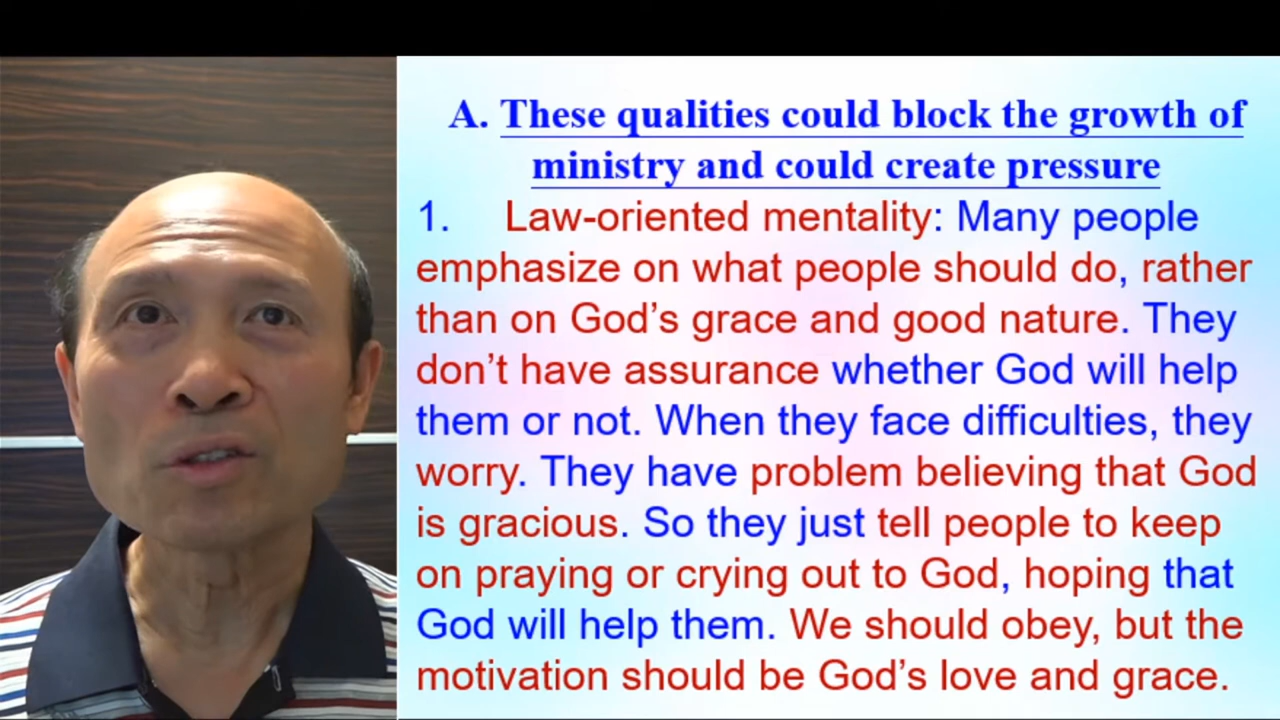 A. These qualities could block the growth of
ministry and could create pressure
1. Law-oriented mentality: Many people
emphasize on what people should do, rather
than on God’s grace and good nature. They
don’t have assurance whether God will help
them or not. When they face difficulties, they
worry. They have problem believing that God
is gracious. So they just tell people to keep
on praying or crying out to God, hoping that
God will help them. We should obey, but the
motivation should be God’s love and grace.